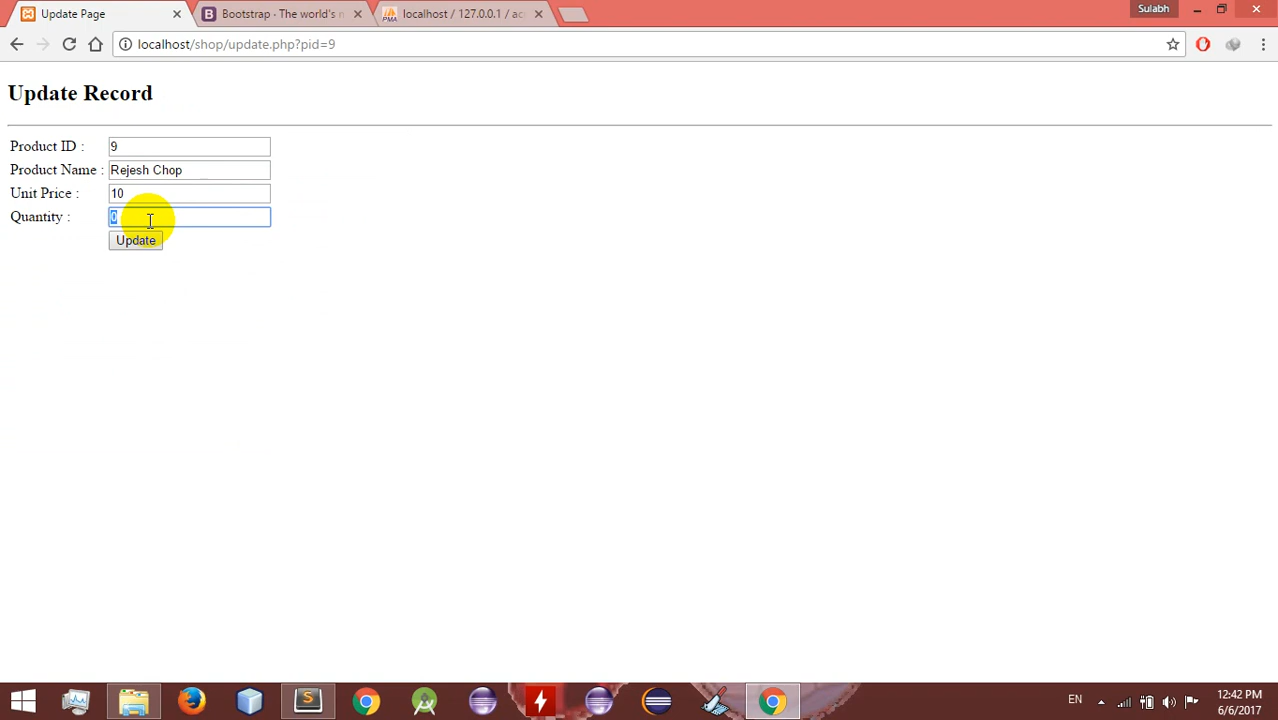 Update Page
Bootstrap - The world's
localhost / 127.0.0.1 /
Sulabh
localhost/shop/update.php?pid=9
Update Record
Product ID : 9
Product Name : Rejesh Chop
Unit Price : 10
Quantity : 0
Update
EN
12:42 PM
6/6/2017